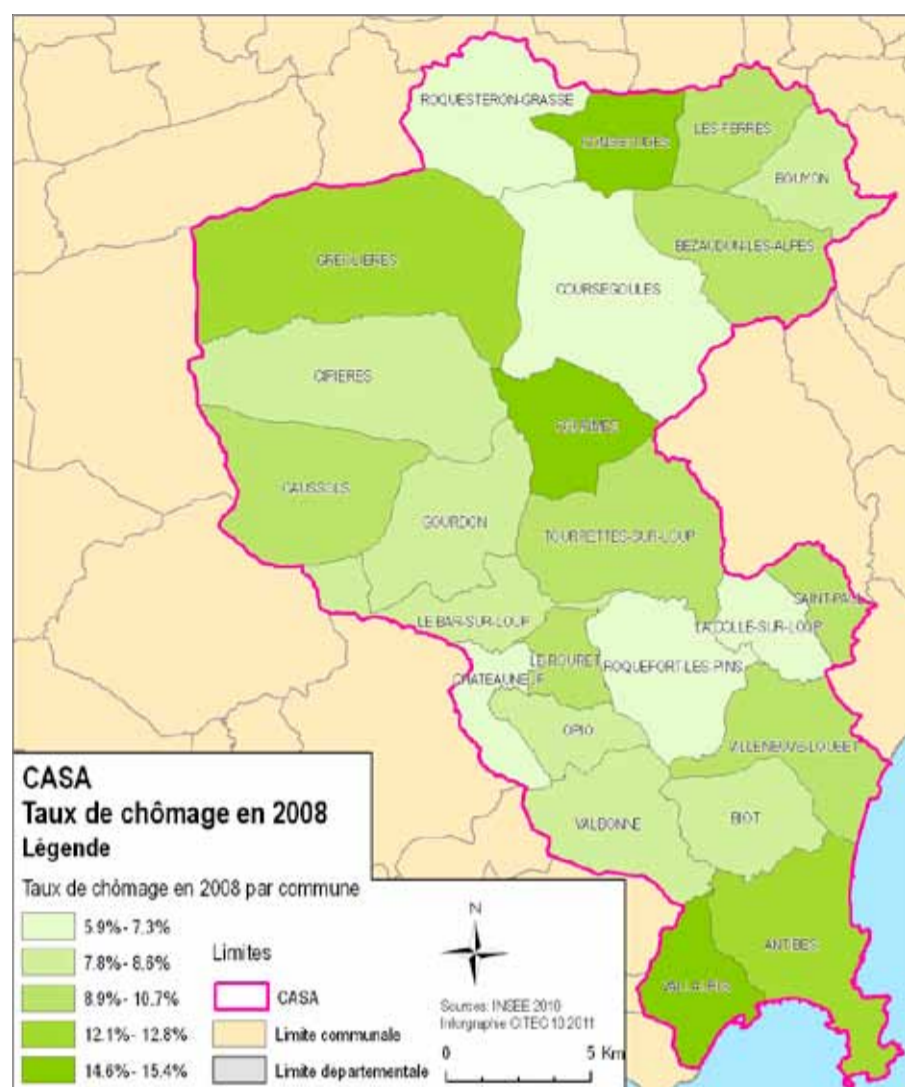 ROQUESTERON-GRASSE
CONSEGUDES
LES-FERRES
BOUYON
BEZAUDUN-LES-ALPES
GREOLIERES
COURSEGOULES
CIPIERES
CAUSSOLS
GOURDON
TOURRETTES-SUR-LOUP
SAINT-PAUL
LE BAR-SUR-LOUP
LA COLLE-SUR-LOUP
LE ROURET
CHATEAUNEUF
ROQUEFORT-LES-PINS
OPIO
VILLENEUVE-LOUBET
VALBONNE
BIOT
ANTIBES
VALLAURIS
CASA
Taux de chômage en 2008
Légende
Taux de chômage en 2008 par commune
5.9%- 7.3%
7.8%- 8.6%
8.9%- 10.7%
12.1%- 12.8%
14.6%- 15.4%
Limites
CASA
Limite communale
Limite departementale
N
Sources: INSEE 2010
Infographie CITEC 10 2011
0 5 Km